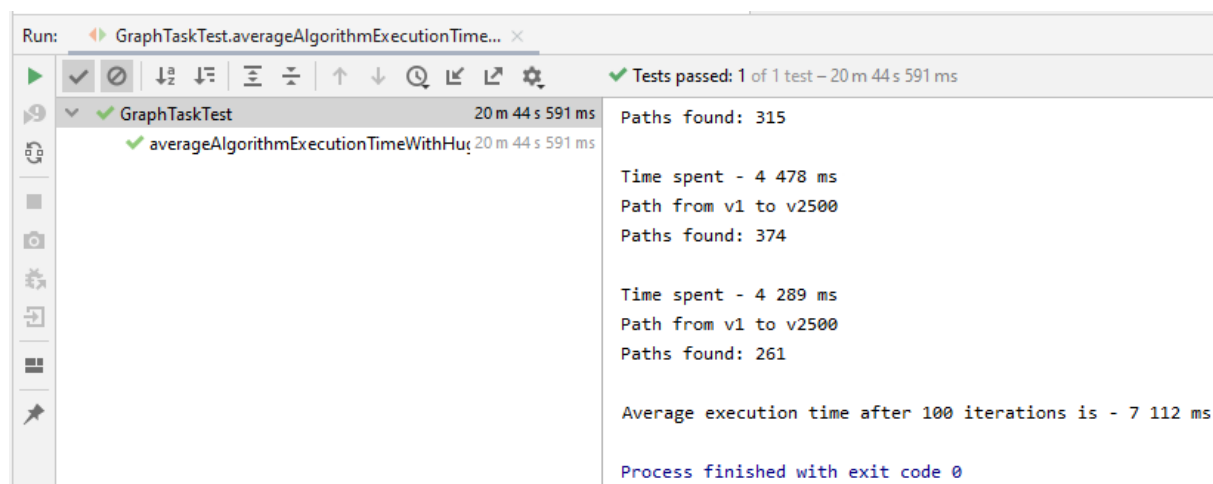 Run: GraphTaskTest.averageAlgorithmExecutionTime...
Tests passed: 1 of 1 test – 20 m 44 s 591 ms
GraphTaskTest 20 m 44 s 591 ms
averageAlgorithmExecutionTimeWithHug 20 m 44 s 591 ms
Paths found: 315
Time spent - 4 478 ms
Path from v1 to v2500
Paths found: 374
Time spent - 4 289 ms
Path from v1 to v2500
Paths found: 261
Average execution time after 100 iterations is - 7 112 ms
Process finished with exit code 0